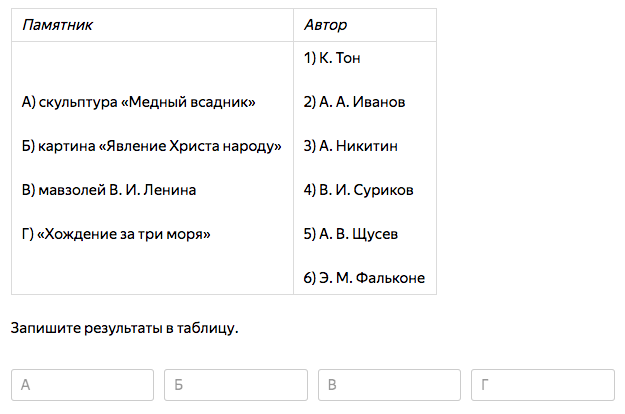 Памятник Автор
1) К. Тон
А) скульптура «Медный всадник» 2) А. А. Иванов
Б) картина «Явление Христа народу» 3) А. Никитин
В) мавзолей В. И. Ленина 4) В. И. Суриков
Г) «Хождение за три моря» 5) А. В. Щусев
6) Э. М. Фальконе
Запишите результаты в таблицу.
А Б В Г